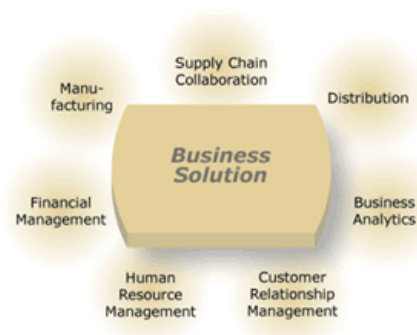 Supply Chain
Collaboration
Manu-
facturing
Distribution
Business
Solution
Financial
Management
Business
Analytics
Human
Resource
Management
Customer
Relationship
Management